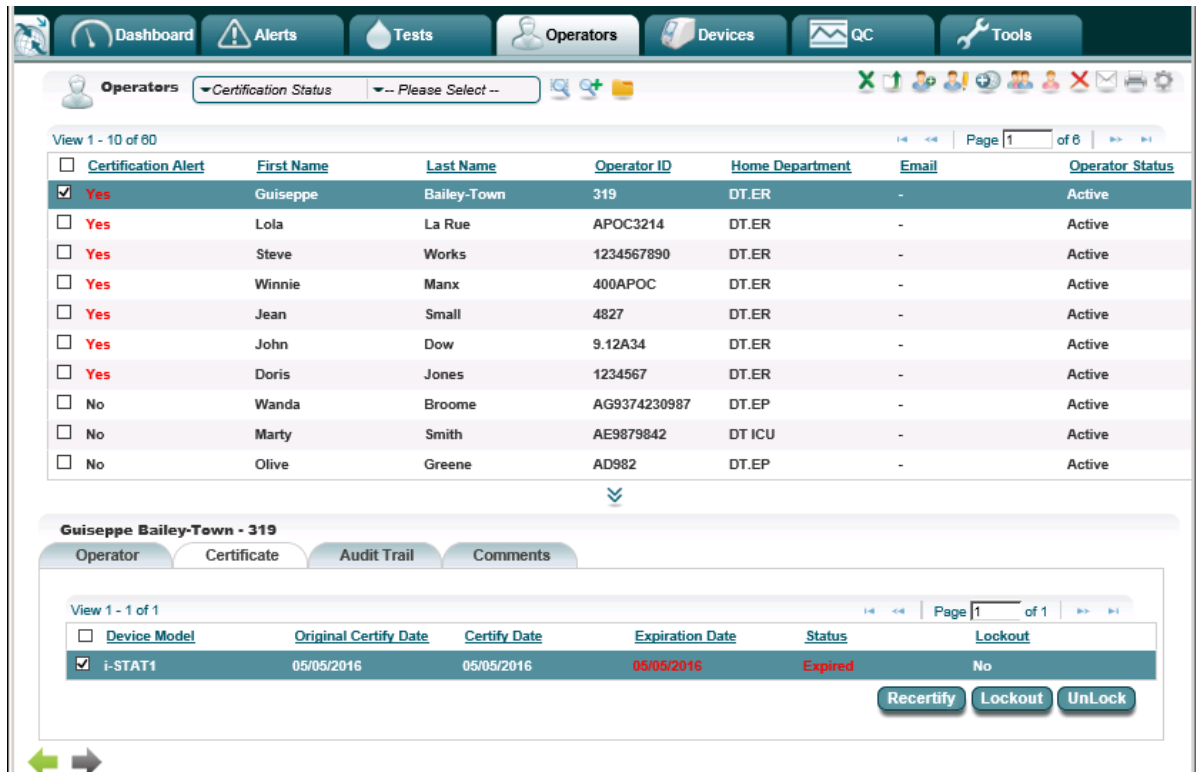 Dashboard Alerts Tests Operators Devices QC Tools
Operators Certification Status -- Please Select --
View 1 - 10 of 60 Page 1 of 6
Certification Alert First Name Last Name Operator ID Home Department Email Operator Status
Yes Guiseppe Bailey-Town 319 DT.ER - Active
Yes Lola La Rue APOC3214 DT.ER - Active
Yes Steve Works 1234567890 DT.ER - Active
Yes Winnie Manx 400APOC DT.ER - Active
Yes Jean Small 4827 DT.ER - Active
Yes John Dow 9.12A34 DT.ER - Active
Yes Doris Jones 1234567 DT.ER - Active
No Wanda Broome AG9374230987 DT.EP - Active
No Marty Smith AE9879842 DT ICU - Active
No Olive Greene AD982 DT.EP - Active
Guiseppe Bailey-Town - 319
Operator Certificate Audit Trail Comments
View 1 - 1 of 1 Page 1 of 1
Device Model Original Certify Date Certify Date Expiration Date Status Lockout
i-STAT1 05/05/2016 05/05/2016 05/05/2016 Expired No
Recertify Lockout UnLock